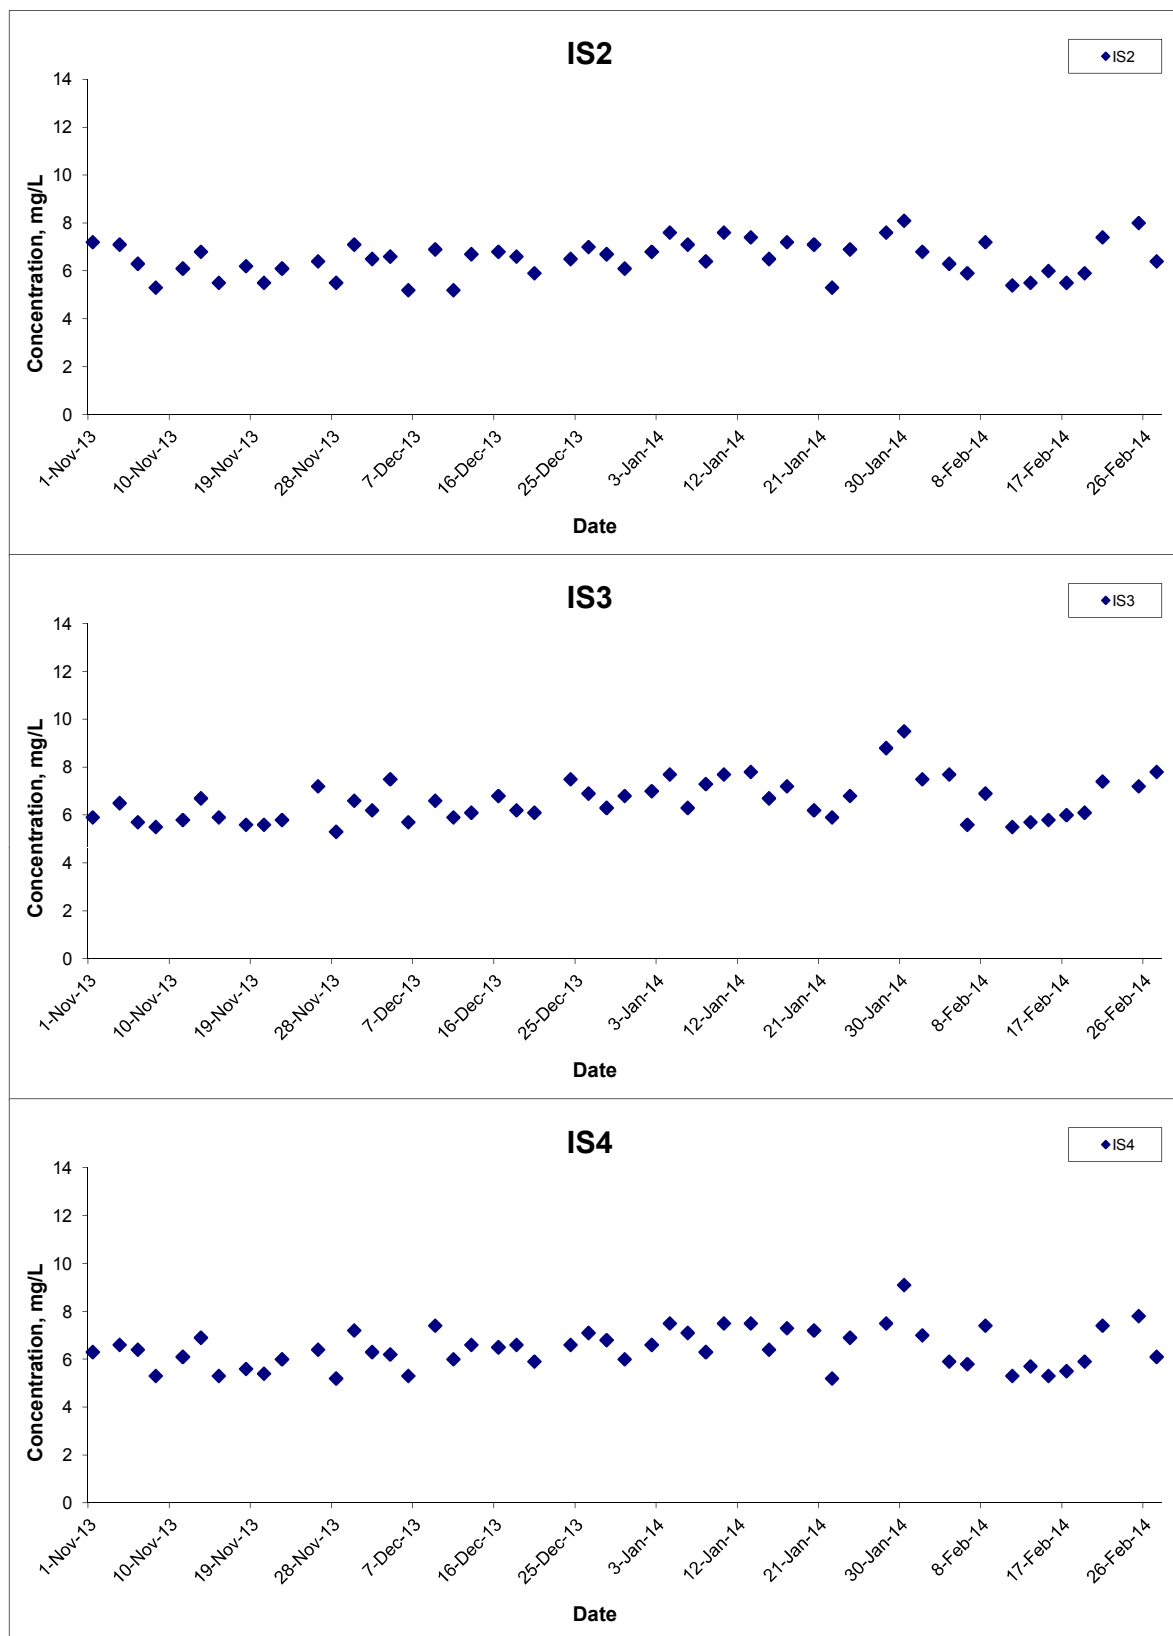 IS2
IS2
14
12
10
8
6
4
2
0
Concentration, mg/L
1-Nov-13
10-Nov-13
19-Nov-13
28-Nov-13
7-Dec-13
16-Dec-13
25-Dec-13
3-Jan-14
12-Jan-14
21-Jan-14
30-Jan-14
8-Feb-14
17-Feb-14
26-Feb-14
Date
IS3
IS3
14
12
10
8
6
4
2
0
Concentration, mg/L
1-Nov-13
10-Nov-13
19-Nov-13
28-Nov-13
7-Dec-13
16-Dec-13
25-Dec-13
3-Jan-14
12-Jan-14
21-Jan-14
30-Jan-14
8-Feb-14
17-Feb-14
26-Feb-14
Date
IS4
IS4
14
12
10
8
6
4
2
0
Concentration, mg/L
1-Nov-13
10-Nov-13
19-Nov-13
28-Nov-13
7-Dec-13
16-Dec-13
25-Dec-13
3-Jan-14
12-Jan-14
21-Jan-14
30-Jan-14
8-Feb-14
17-Feb-14
26-Feb-14
Date